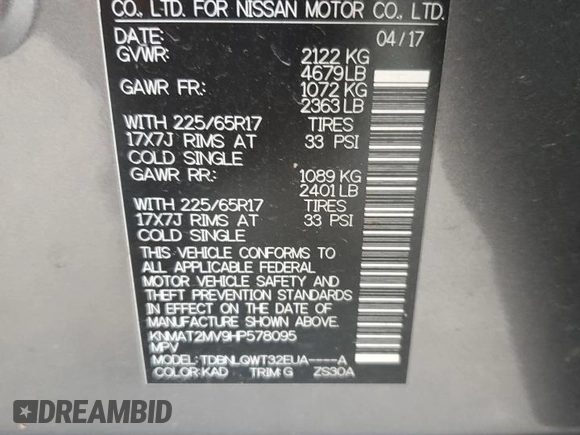 CO., LTD. FOR NISSAN MOTOR CO., LTD.
DATE: 04/17
GVWR: 2122 KG
4679LB
GAWR FR: 1072 KG
2363 LB
WITH 225/65R17 TIRES
17X7J RIMS AT 33 PSI
COLD SINGLE
GAWR RR: 1089 KG
2401 LB
WITH 225/65R17 TIRES
17X7J RIMS AT 33 PSI
COLD SINGLE
THIS VEHICLE CONFORMS TO
ALL APPLICABLE FEDERAL
MOTOR VEHICLE SAFETY AND
THEFT PREVENTION STANDARDS
IN EFFECT ON THE DATE OF
MANUFACTURE SHOWN ABOVE.
KNMAT2MV9HP578095
MPV
MODEL: TDBNLQWT32EUA----A
COLOR: KAD TRIM: G ZS30A
DREAMBID